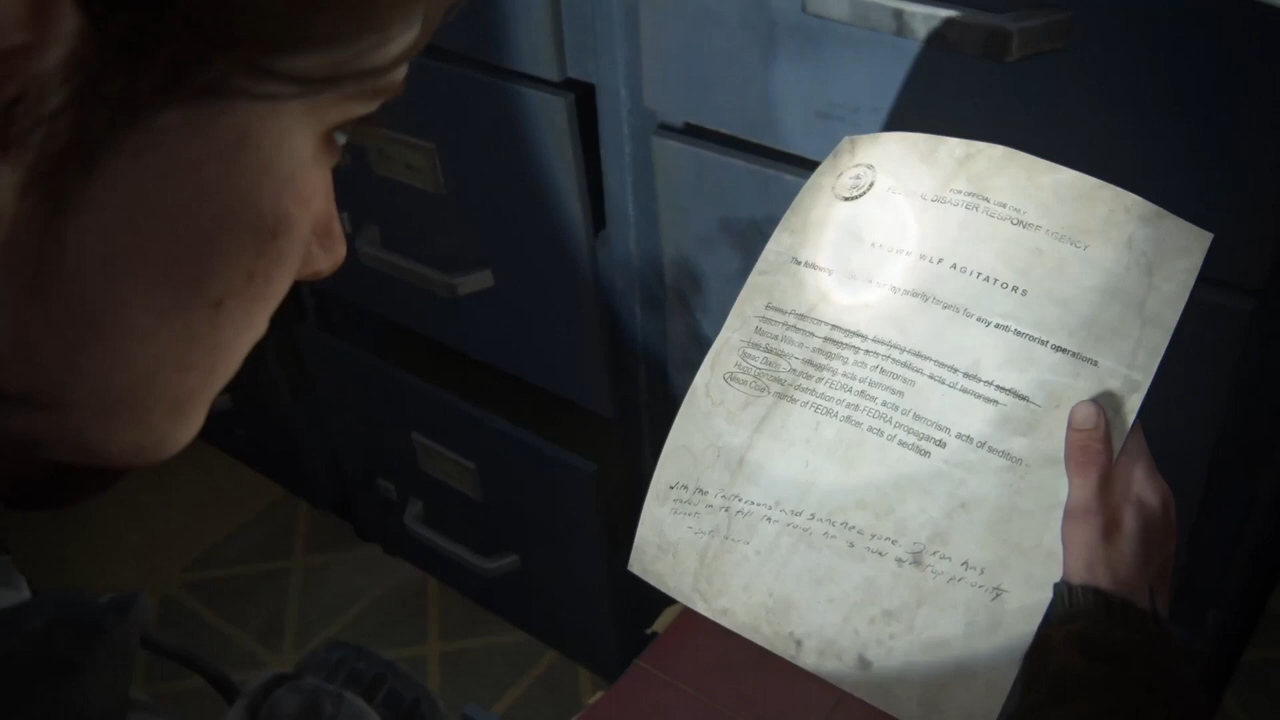 FOR OFFICIAL USE ONLY
FEDERAL DISASTER RESPONSE AGENCY
KNOWN WLF AGITATORS
The following our top priority targets for any anti-terrorist operations.
Emma Patterson – smuggling, falsifying ration cards, acts of sedition
Jason Patterson – smuggling, acts of sedition, acts of terrorism
Marcus Wilson – smuggling, acts of terrorism
Luis Sanchez – smuggling, acts of terrorism
Isaac Dixon – murder of FEDRA officer, acts of terrorism, acts of sedition -
Hugo Gonzalez – distribution of anti-FEDRA propaganda
Alison Cola – murder of FEDRA officer, acts of sedition
With the Pattersons and Sanchez gone. Dixon has
moved in to fill the void, he is now our top priority
target.